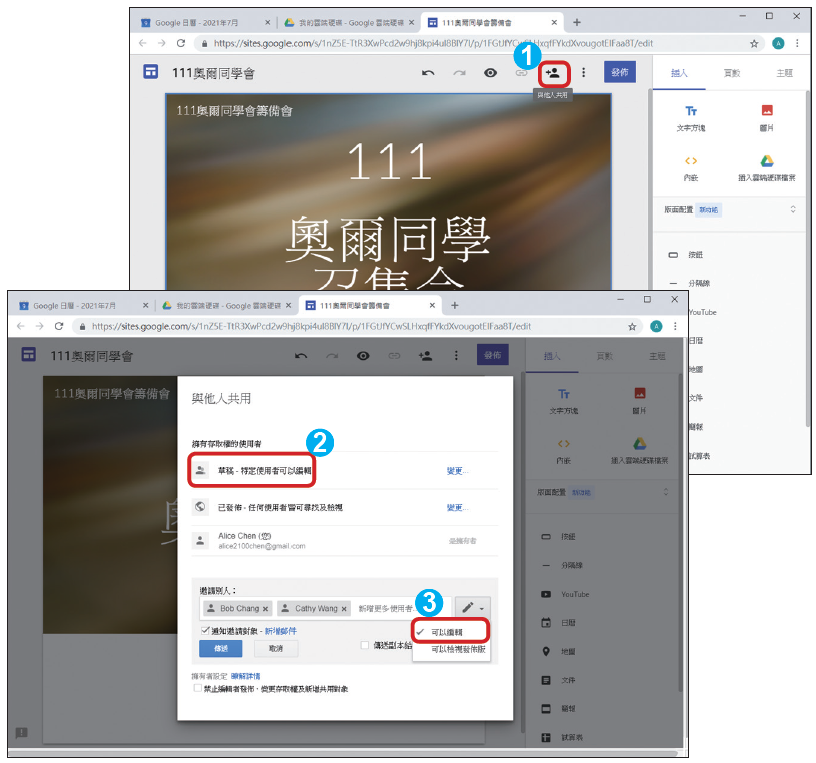 Google 日曆 - 2021年7月
我的雲端硬碟 - Google 雲端硬碟
111奧爾同學會籌備會
https://sites.google.com/s/1nZ5E-TtR3XwPcd2w9hj8kpi4ul8BlY7l/p/1FGtJfYCwSLHxqfFYkdXvougotEIFaa8T/edit
A
1
111奧爾同學會
發佈
插入
頁數
主題
與他人共用
111奧爾同學會籌備會
111
奧爾同學
召集會
Tт
文字方塊
圖片
內嵌
插入雲端硬碟檔案
版面配置 新功能
按鈕
分隔線
YouTube
日曆
地圖
文件
簡報
試算表
Google 日曆 - 2021年7月
我的雲端硬碟 - Google 雲端硬碟
111奧爾同學會籌備會
https://sites.google.com/s/1nZ5E-TtR3XwPcd2w9hj8kpi4ul8BlY7l/p/1FGtJfYCwSLHxqfFYkdXvougotEIFaa8T/edit
A
111奧爾同學會
發佈
插入
頁數
主題
111奧爾同學會籌備會
與他人共用
擁有存取權的使用者
2
草稿 - 特定使用者可以編輯
變更...
已發佈 - 任何使用者皆可尋找及檢視
變更...
Alice Chen (您)
alice2100chen@gmail.com
是擁有者
邀請別人：
Bob Chang ×
Cathy Wang ×
新增更多使用者...
3
通知邀請對象 - 新增郵件
可以編輯
可以檢視發佈版
傳送
取消
傳送副本給
擁有者設定 瞭解詳情
禁止編輯者發佈、變更存取權及新增共用對象
Tт
文字方塊
圖片
內嵌
插入雲端硬碟檔案
版面配置 新功能
按鈕
分隔線
YouTube
日曆
地圖
文件
簡報
試算表